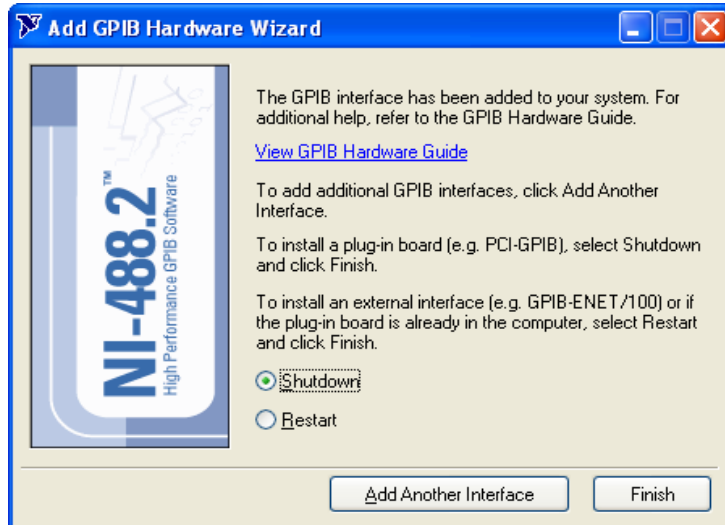 Add GPIB Hardware Wizard
NI-488.2™
High Performance GPIB Software
The GPIB interface has been added to your system. For
additional help, refer to the GPIB Hardware Guide.
View GPIB Hardware Guide
To add additional GPIB interfaces, click Add Another
Interface.
To install a plug-in board (e.g. PCI-GPIB), select Shutdown
and click Finish.
To install an external interface (e.g. GPIB-ENET/100) or if
the plug-in board is already in the computer, select Restart
and click Finish.
Shutdown
Restart
Add Another Interface
Finish